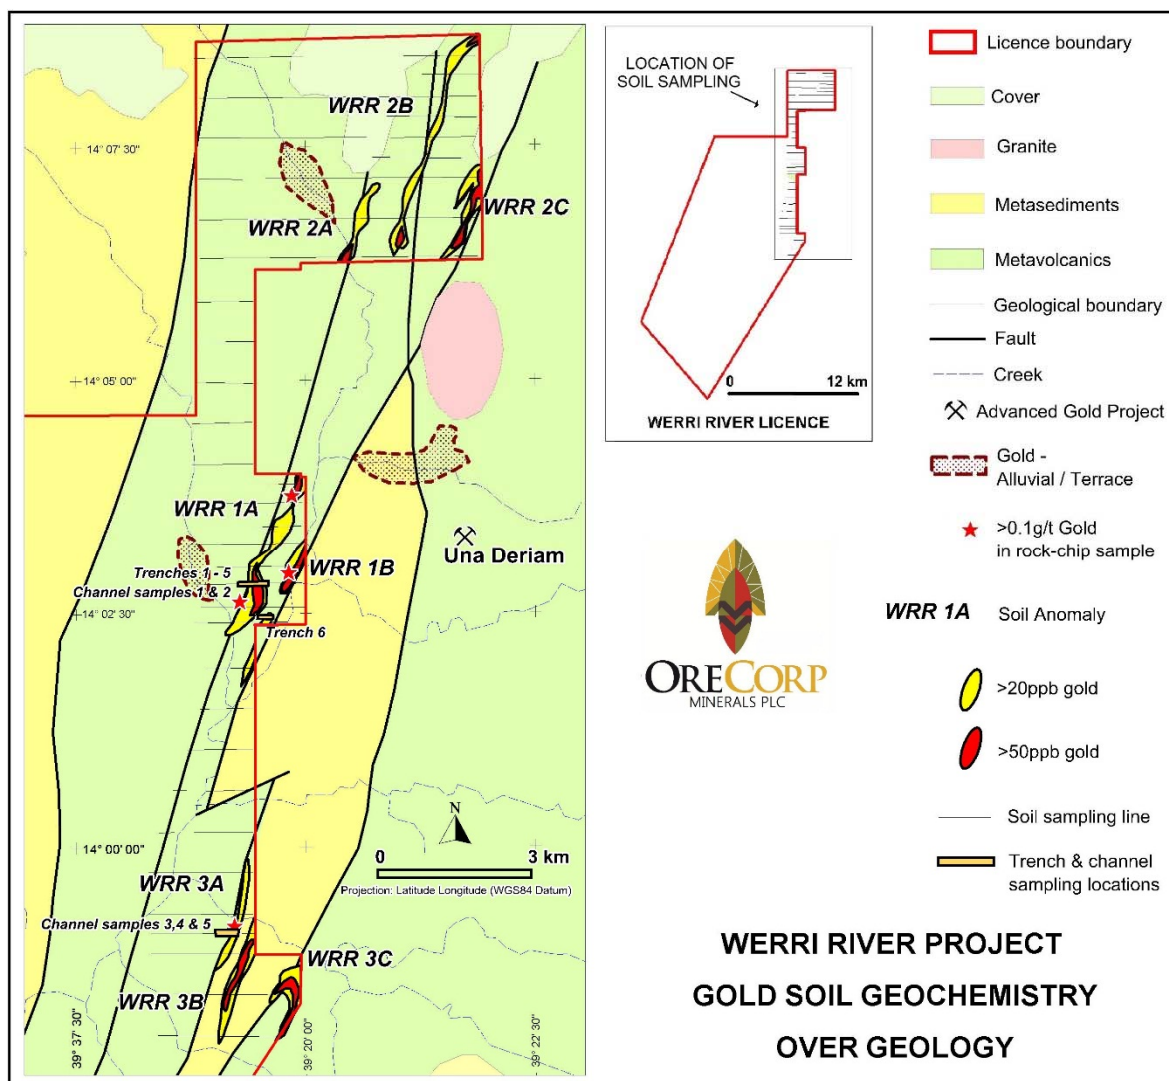 WRR 2B
14° 07' 30"
WRR 2C
WRR 2A
14° 05' 00"
WRR 1A
Una Deriam
Trenches 1 - 5
WRR 1B
Channel samples 1 & 2
14° 02' 30"
Trench 6
N
14° 00' 00"
0 3 km
WRR 3A
Projection: Latitude Longitude (WGS84 Datum)
Channel samples 3,4 & 5
WRR 3C
WRR 3B
39° 37' 30"
39° 20' 00"
39° 22' 30"
LOCATION OF
SOIL SAMPLING
0 12 km
WERRI RIVER LICENCE
ORECORP
MINERALS PLC
Licence boundary
Cover
Granite
Metasediments
Metavolcanics
Geological boundary
Fault
Creek
Advanced Gold Project
Gold -
Alluvial / Terrace
>0.1g/t Gold
in rock-chip sample
WRR 1A Soil Anomaly
>20ppb gold
>50ppb gold
Soil sampling line
Trench & channel
sampling locations
WERRI RIVER PROJECT
GOLD SOIL GEOCHEMISTRY
OVER GEOLOGY